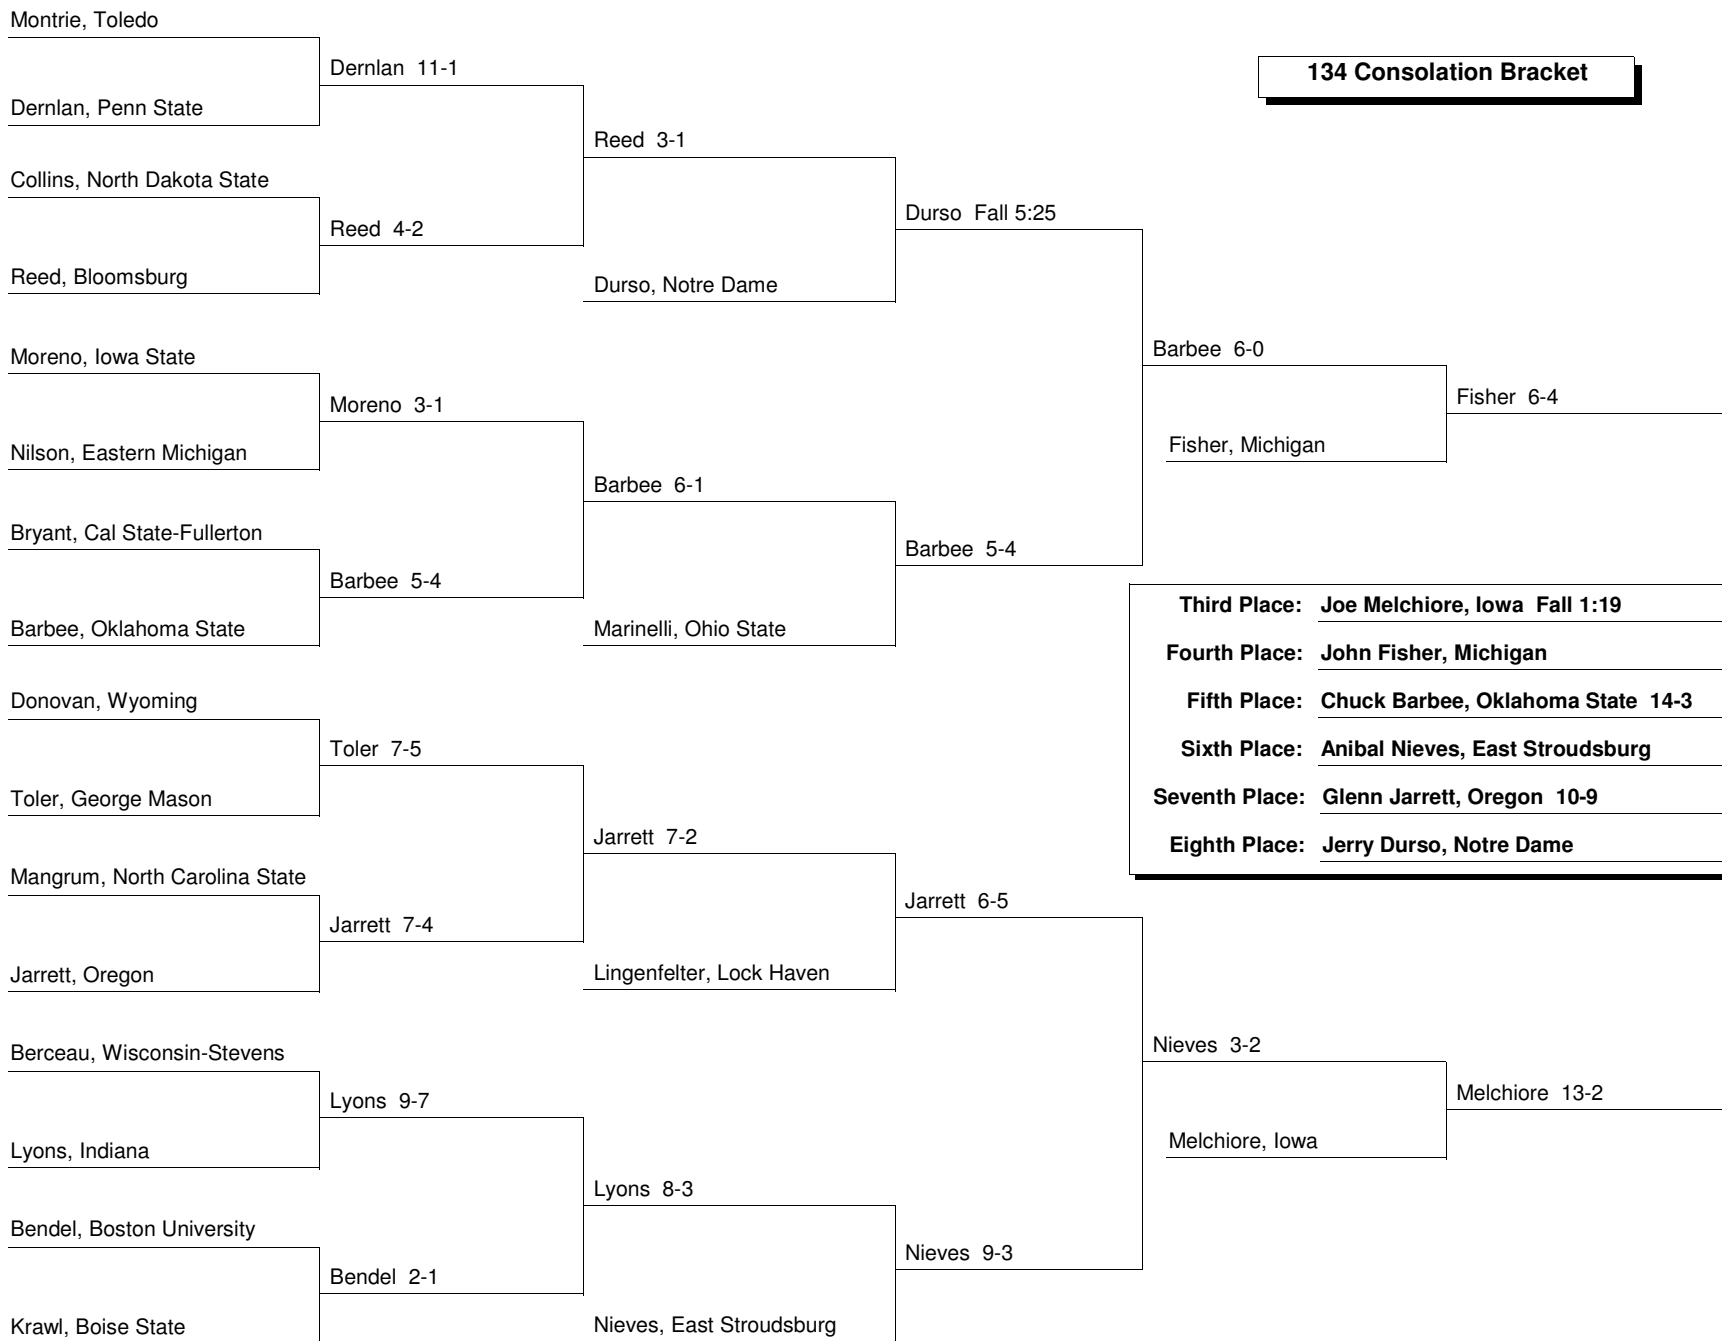 134 Consolation Bracket
Montrie, Toledo
Dernlan, Penn State
Collins, North Dakota State
Reed, Bloomsburg
Moreno, Iowa State
Nilson, Eastern Michigan
Bryant, Cal State-Fullerton
Barbee, Oklahoma State
Donovan, Wyoming
Toler, George Mason
Mangrum, North Carolina State
Jarrett, Oregon
Berceau, Wisconsin-Stevens
Lyons, Indiana
Bendel, Boston University
Krawl, Boise State
Dernlan 11-1
Reed 4-2
Moreno 3-1
Barbee 5-4
Toler 7-5
Jarrett 7-4
Lyons 9-7
Bendel 2-1
Reed 3-1
Durso, Notre Dame
Barbee 6-1
Marinelli, Ohio State
Jarrett 7-2
Lingenfelter, Lock Haven
Lyons 8-3
Nieves, East Stroudsburg
Durso Fall 5:25
Barbee 5-4
Jarrett 6-5
Nieves 9-3
Barbee 6-0
Fisher, Michigan
Nieves 3-2
Melchiore, Iowa
Fisher 6-4
Melchiore 13-2
Third Place: Joe Melchiore, Iowa Fall 1:19
Fourth Place: John Fisher, Michigan
Fifth Place: Chuck Barbee, Oklahoma State 14-3
Sixth Place: Anibal Nieves, East Stroudsburg
Seventh Place: Glenn Jarrett, Oregon 10-9
Eighth Place: Jerry Durso, Notre Dame